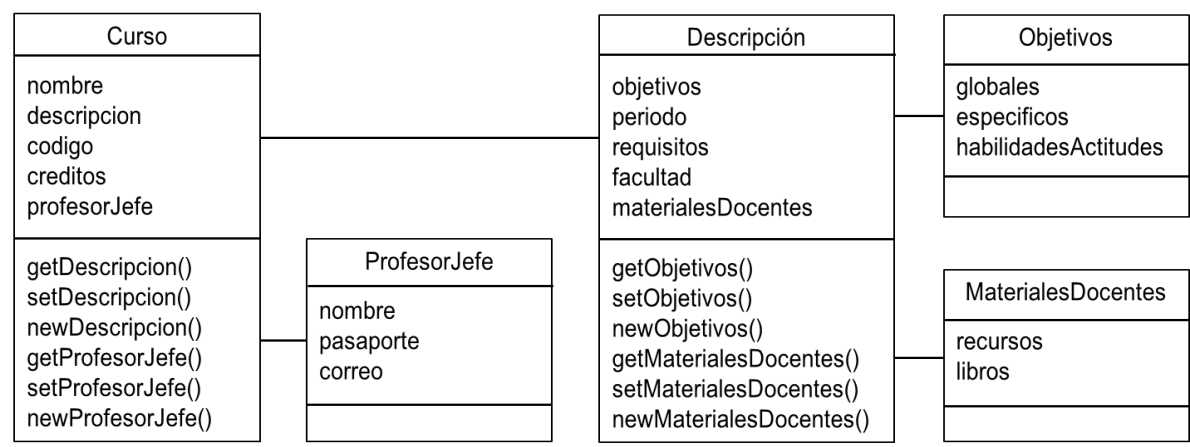 Curso
nombre
descripcion
codigo
creditos
profesorJefe
getDescripcion()
setDescripcion()
newDescripcion()
getProfesorJefe()
setProfesorJefe()
newProfesorJefe()
ProfesorJefe
nombre
pasaporte
correo
Descripción
objetivos
periodo
requisitos
facultad
materialesDocentes
getObjetivos()
setObjetivos()
newObjetivos()
getMaterialesDocentes()
setMaterialesDocentes()
newMaterialesDocentes()
Objetivos
globales
especificos
habilidadesActitudes
MaterialesDocentes
recursos
libros